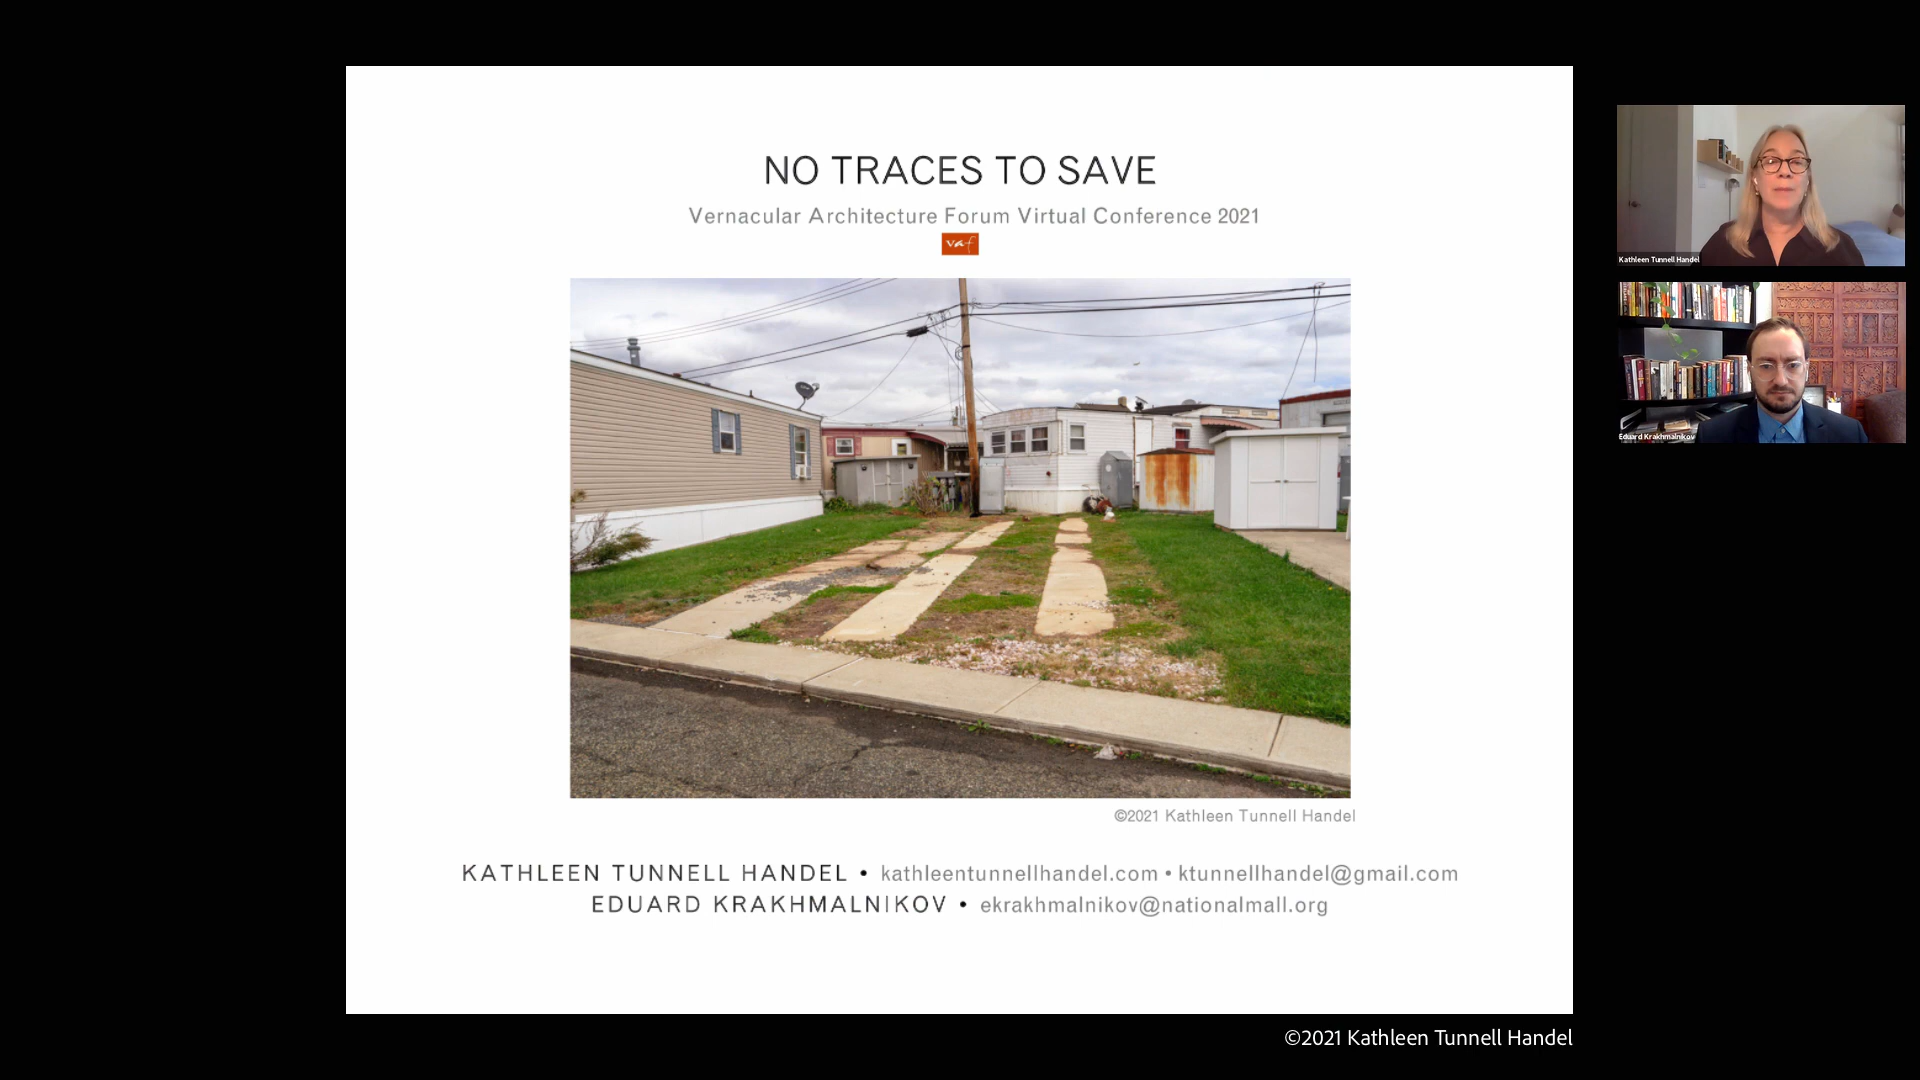 NO TRACES TO SAVE
Vernacular Architecture Forum Virtual Conference 2021
vaf
©2021 Kathleen Tunnell Handel
KATHLEEN TUNNELL HANDEL • kathleentunnellhandel.com • ktunnellhandel@gmail.com
EDUARD KRAKHMALNIKOV • ekrakhmalnikov@nationalmall.org
©2021 Kathleen Tunnell Handel
Kathleen Tunnell Handel
Eduard Krakhmalnikov